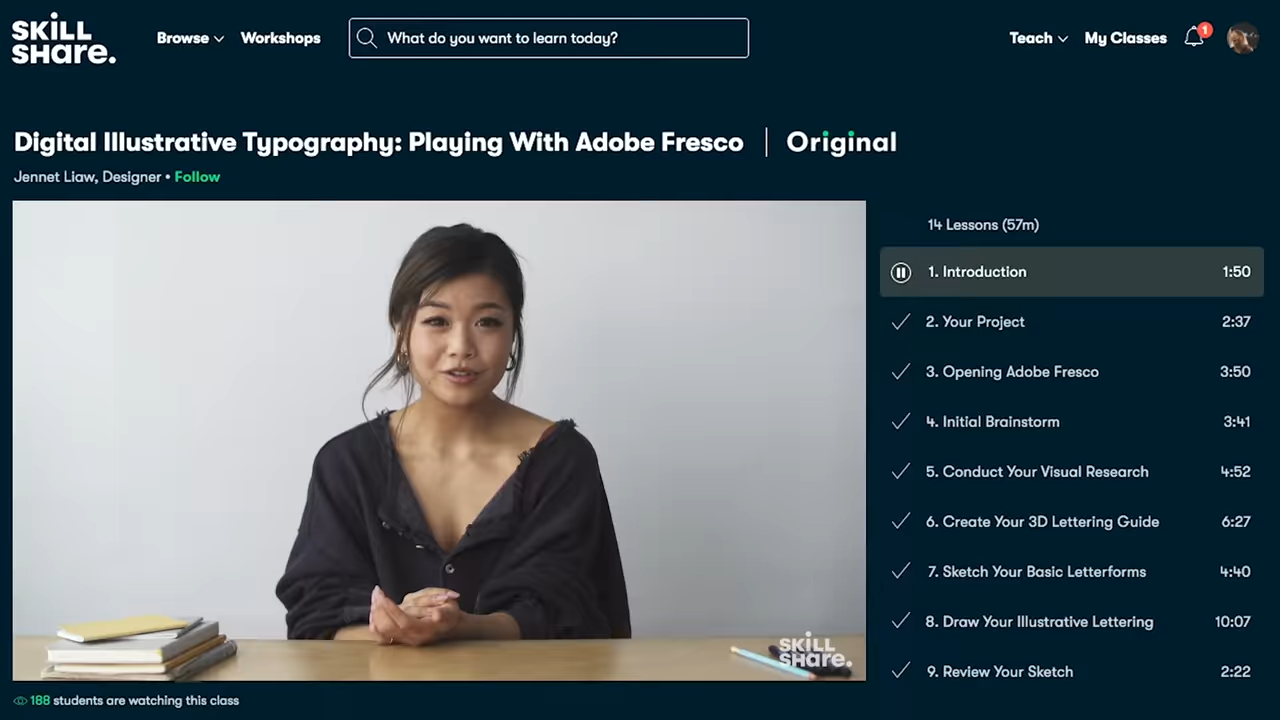 SKILL
SHare.
Browse
Workshops
What do you want to learn today?
Teach
My Classes
1
Digital Illustrative Typography: Playing With Adobe Fresco | Original
Jennet Liaw, Designer • Follow
14 Lessons (57m)
1. Introduction 1:50
2. Your Project 2:37
3. Opening Adobe Fresco 3:50
4. Initial Brainstorm 3:41
5. Conduct Your Visual Research 4:52
6. Create Your 3D Lettering Guide 6:27
7. Sketch Your Basic Letterforms 4:40
8. Draw Your Illustrative Lettering 10:07
9. Review Your Sketch 2:22
SKILL
SHare.
188 students are watching this class